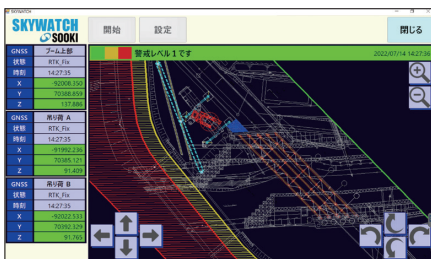 SKYWATCH
SKYWATCH
SOOKI
開始
設定
閉じる
警戒レベル1です
2022/07/14 14:27:36
GNSS ブーム上部
状態 RTK_Fix
時刻 14:27:35
X -92008.350
Y 70388.859
Z 137.886
GNSS 吊り荷 A
状態 RTK_Fix
時刻 14:27:35
X -91992.236
Y 70385.121
Z 91.409
GNSS 吊り荷 B
状態 RTK_Fix
時刻 14:27:35
X -92022.533
Y 70392.329
Z 91.765